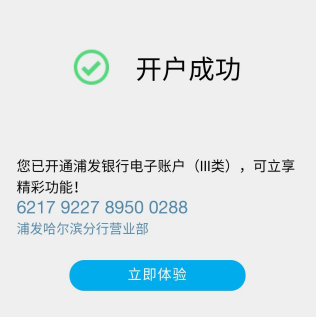 开户成功
您已开通浦发银行电子账户（III类），可立享
精彩功能！
6217 9227 8950 0288
浦发哈尔滨分行营业部
立即体验